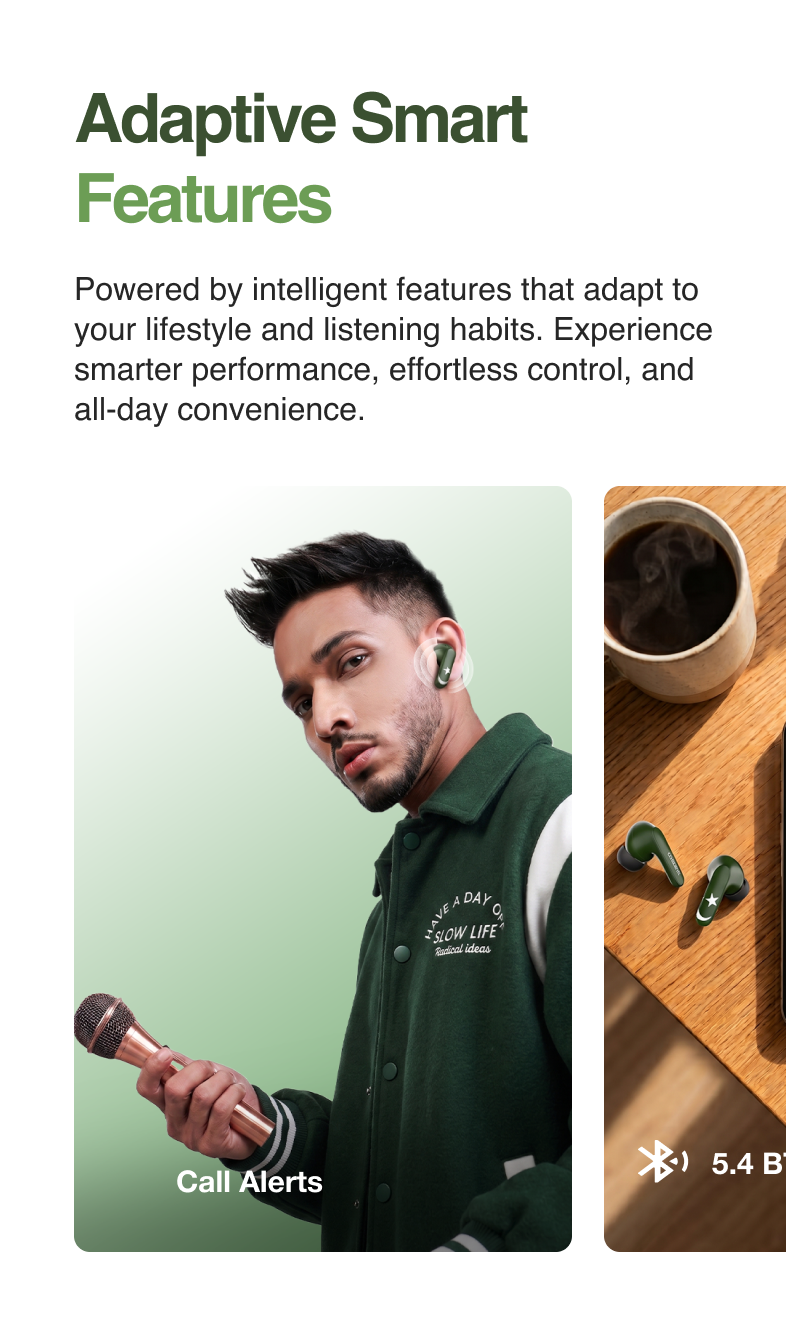 Adaptive Smart
Features
Powered by intelligent features that adapt to
your lifestyle and listening habits. Experience
smarter performance, effortless control, and
all-day convenience.
HAVE A DAY OF
SLOW LIFE
Radical ideas
Call Alerts
5.4 BT